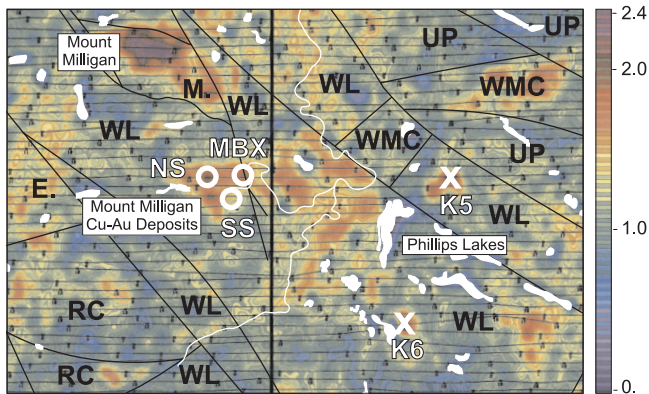 UP
UP
2.4
Mount
Milligan
2.0
WL
WMC
M.
WL
WL
WMC
MBX
UP
NS
E.
K5
Mount Milligan
Cu-Au Deposits
WL
SS
1.0
Phillips Lakes
RC
WL
WL
K6
RC
WL
0.